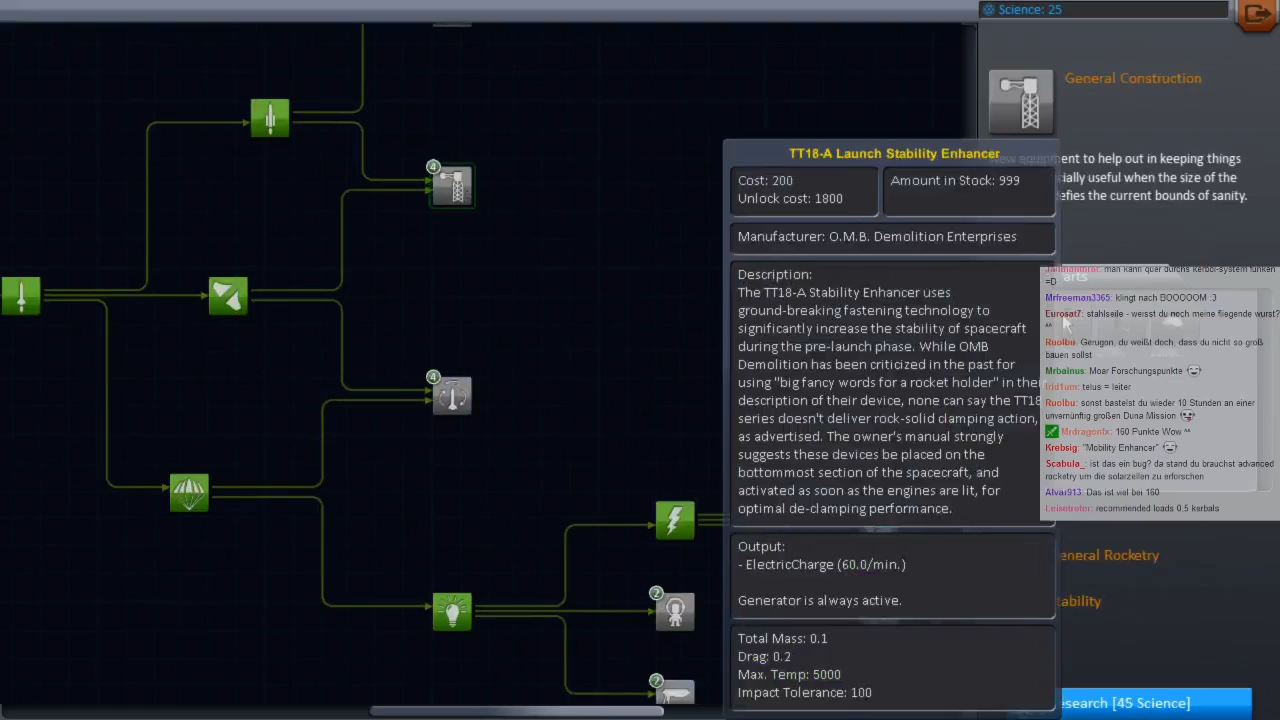 Science: 25
General Construction
4
TT18-A Launch Stability Enhancer
equipment to help out in keeping things
cially useful when the size of the
efies the current bounds of sanity.
Cost: 200
Unlock cost: 1800
Amount in Stock: 999
Manufacturer: O.M.B. Demolition Enterprises
Description:
The TT18-A Stability Enhancer uses
ground-breaking fastening technology to
significantly increase the stability of spacecraft
during the pre-launch phase. While OMB
Demolition has been criticized in the past for
using "big fancy words for a rocket holder" in their
description of their device, none can say the TT18
series doesn't deliver rock-solid clamping action,
as advertised. The owner's manual strongly
suggests these devices be placed on the
bottommost section of the spacecraft, and
activated as soon as the engines are lit, for
optimal de-clamping performance.
man kann quer durchs kerbol-system funken
=D
arts
Mrfreeman3365: klingt nach BOOOOOM :3
Eurosat7: stahlseile - weisst du noch meine fliegende wurst?
^^
Ruolbu: Gerugon, du weißt doch, dass du nicht so groß
bauen sollst
Mrbainus: Moar Forschungspunkte
Irid1um: telus = leiter
Ruolbu: sonst bastelst du wieder 10 Stunden an einer
unvernünftig großen Duna Mission
Mrdragonfx: 160 Punkte Wow ^^
Krebsig: "Mobility Enhancer"
Scabula_: ist das ein bug? da stand du brauchst advanced
rocketry um die solarzellen zu erforschen
Alvar913: Das ist viel bei 160
Leisetreter: recommended loads 0.5 kerbals
4
Output:
- ElectricCharge (60.0/min.)
Generator is always active.
eneral Rocketry
tability
2
Total Mass: 0.1
Drag: 0.2
Max. Temp: 5000
Impact Tolerance: 100
2
esearch [45 Science]